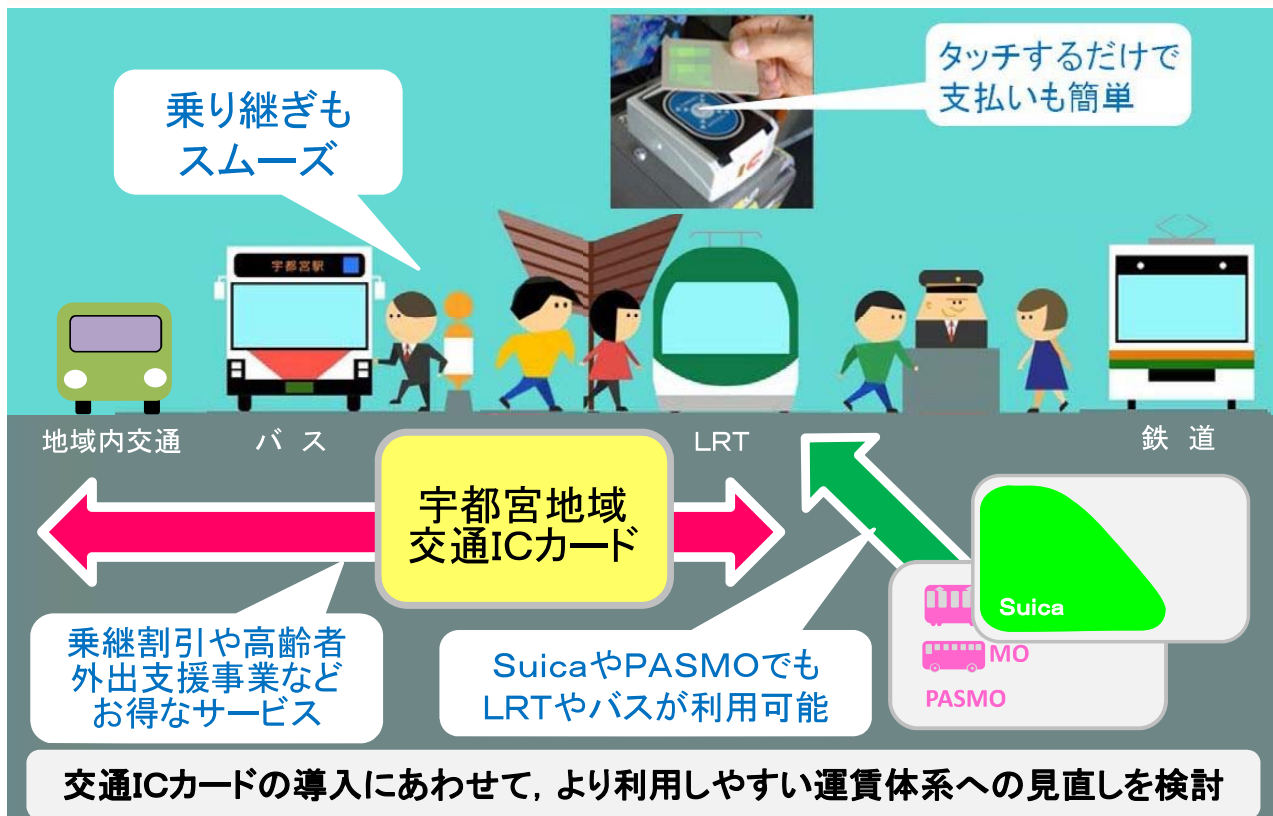 乗り継ぎも
スムーズ
タッチするだけで
支払いも簡単
IC
宇都宮駅
地域内交通
バス
LRT
鉄道
宇都宮地域
交通ICカード
Suica
MO
PASMO
乗継割引や高齢者
外出支援事業など
お得なサービス
SuicaやPASMOでも
LRTやバスが利用可能
交通ICカードの導入にあわせて，より利用しやすい運賃体系への見直しを検討